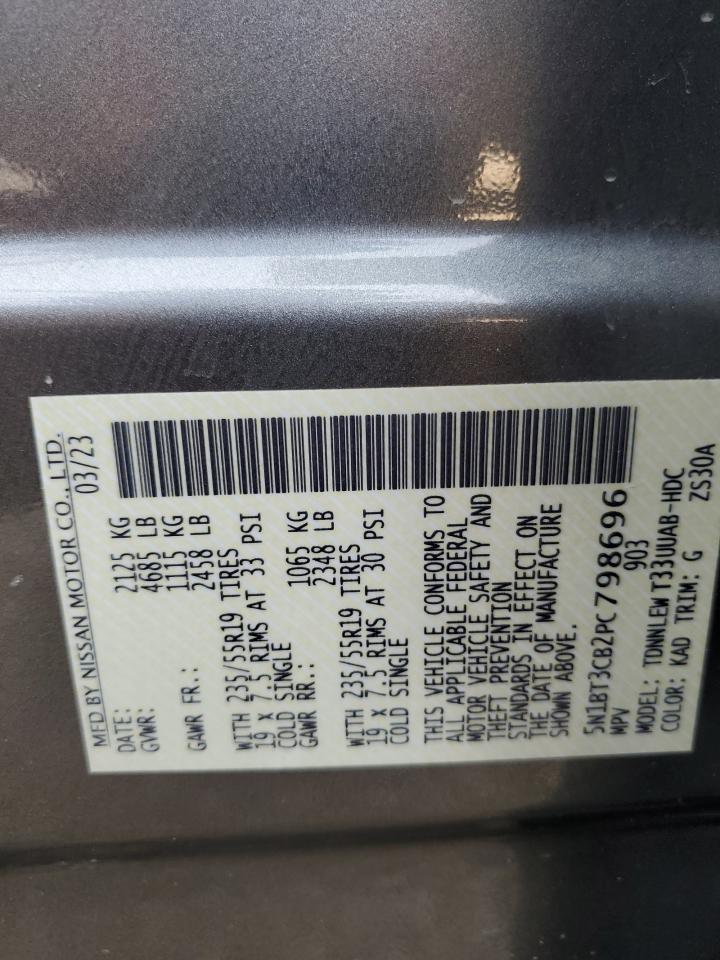 MFD BY NISSAN MOTOR CO., LTD.
DATE: 03/23
GVWR: 2125 KG
4685 LB
GAWR FR.: 1115 KG
2458 LB
WITH 235/55R19 TIRES
19 x 7.5 RIMS AT 33 PSI
COLD SINGLE
GAWR RR.: 1065 KG
2348 LB
WITH 235/55R19 TIRES
19 x 7.5 RIMS AT 30 PSI
COLD SINGLE
THIS VEHICLE CONFORMS TO
ALL APPLICABLE FEDERAL
MOTOR VEHICLE SAFETY AND
THEFT PREVENTION
STANDARDS IN EFFECT ON
THE DATE OF MANUFACTURE
SHOWN ABOVE.
5N1BT3CB2PC798696
MPV 903
MODEL: TDNNLEWT33UUAB-HDC
COLOR: KAD TRIM: G ZS30A